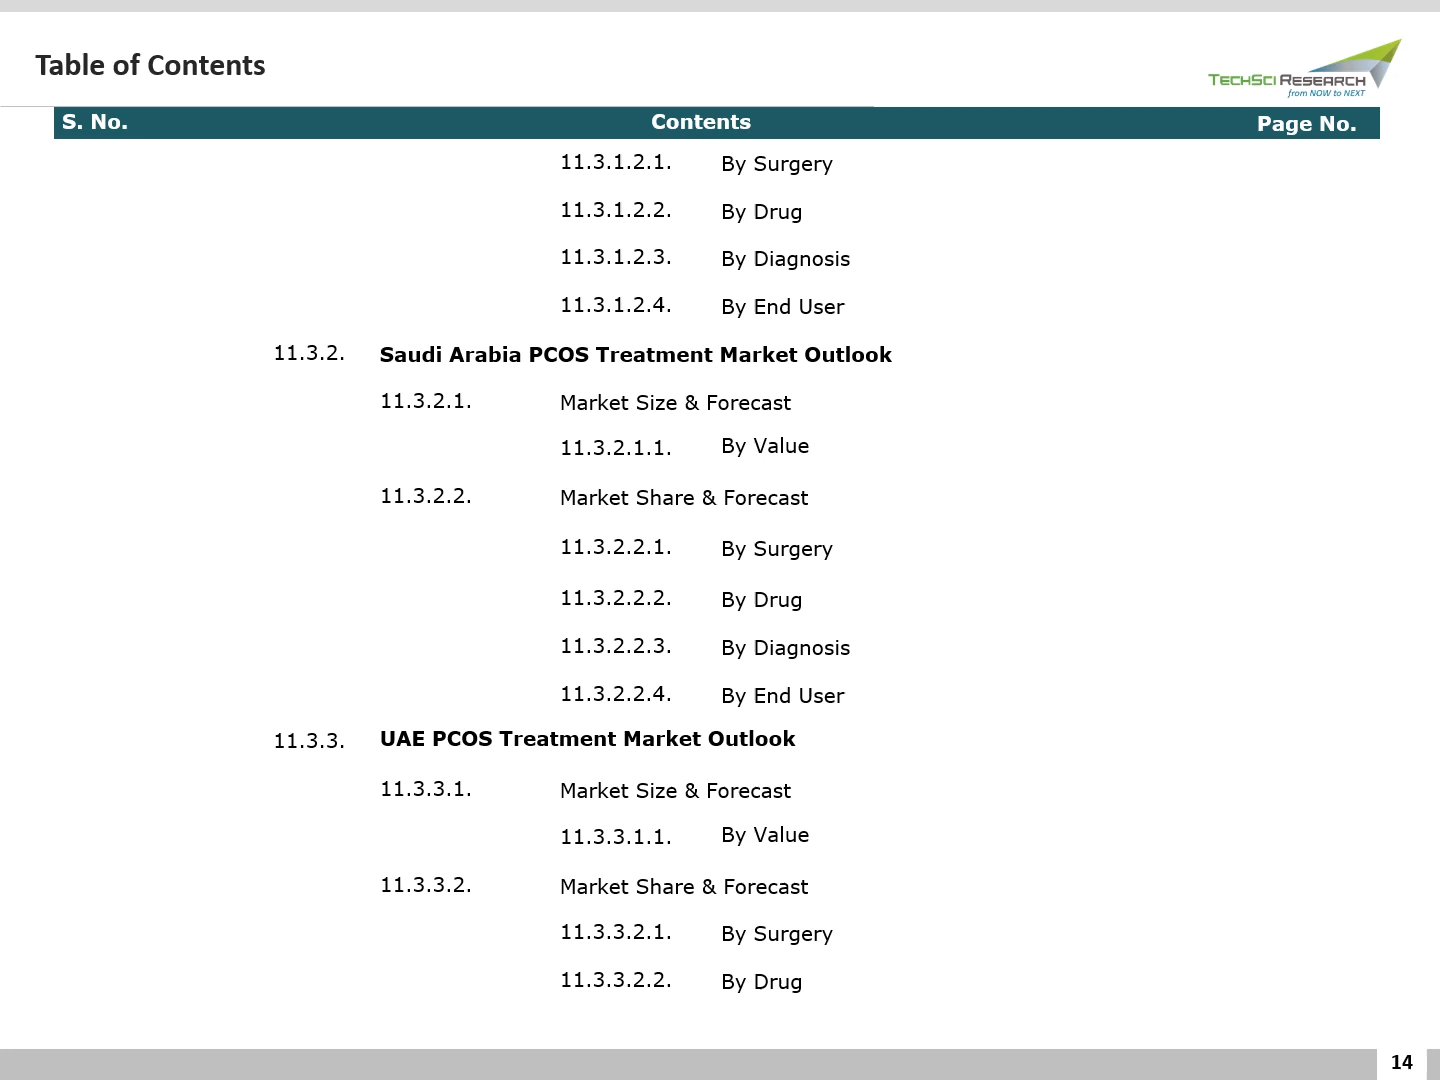 Table of Contents
TechSci Research
from NOW to NEXT
S. No. Contents Page No.
11.3.1.2.1. By Surgery
11.3.1.2.2. By Drug
11.3.1.2.3. By Diagnosis
11.3.1.2.4. By End User
11.3.2. Saudi Arabia PCOS Treatment Market Outlook
11.3.2.1. Market Size & Forecast
11.3.2.1.1. By Value
11.3.2.2. Market Share & Forecast
11.3.2.2.1. By Surgery
11.3.2.2.2. By Drug
11.3.2.2.3. By Diagnosis
11.3.2.2.4. By End User
11.3.3. UAE PCOS Treatment Market Outlook
11.3.3.1. Market Size & Forecast
11.3.3.1.1. By Value
11.3.3.2. Market Share & Forecast
11.3.3.2.1. By Surgery
11.3.3.2.2. By Drug
14